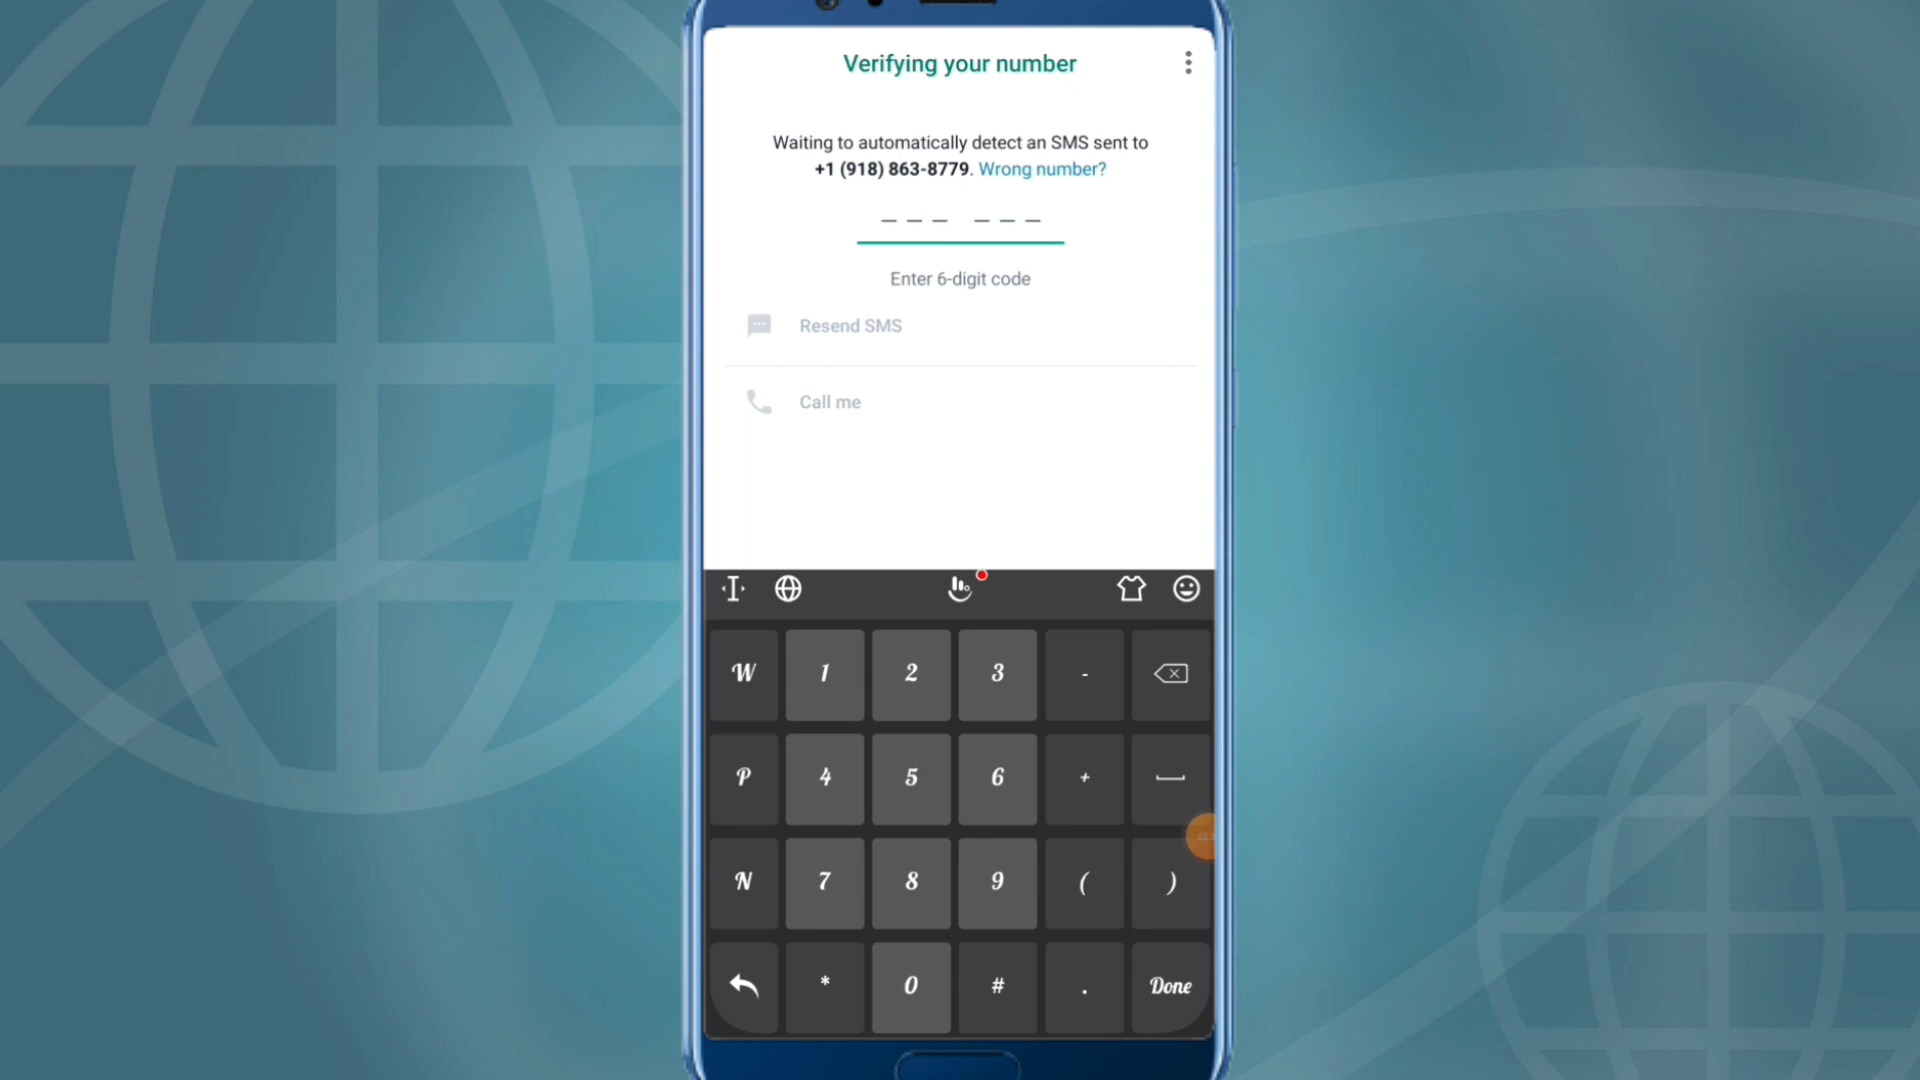 Verifying your number
Waiting to automatically detect an SMS sent to
+1 (918) 863-8779. Wrong number?
Enter 6-digit code
Resend SMS
Call me
W 1 2 3 -
P 4 5 6 +
N 7 8 9 ( )
* 0 # . Done